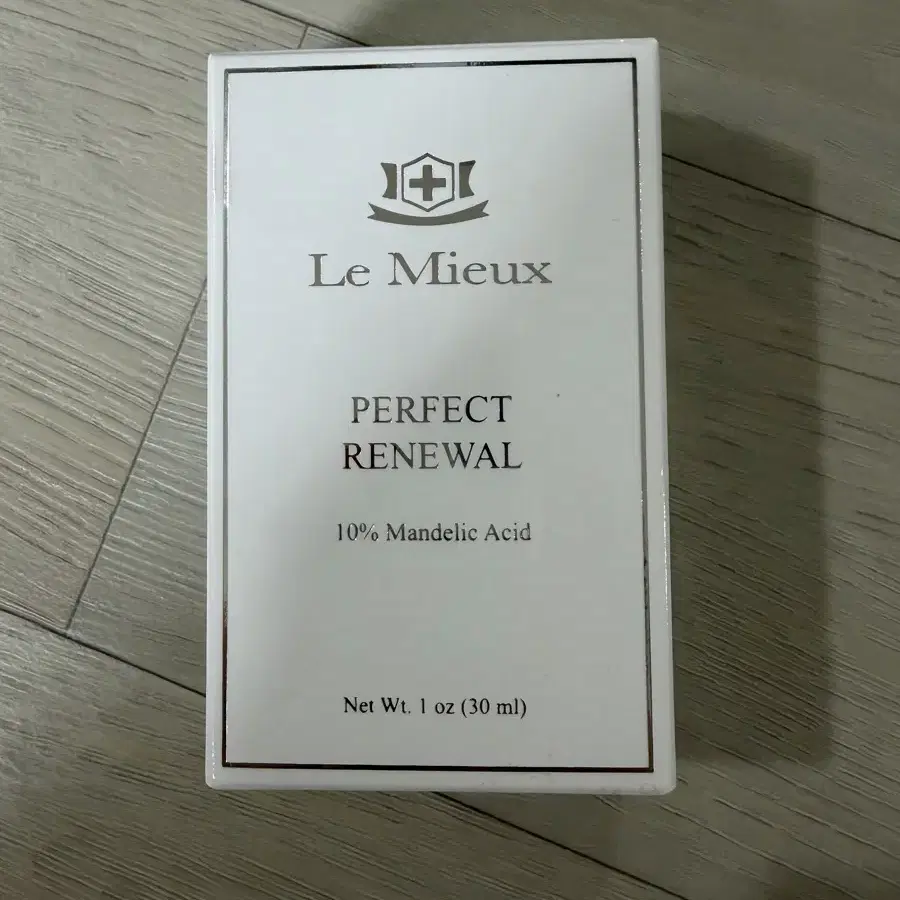 Le Mieux
PERFECT
RENEWAL
10% Mandelic Acid
Net Wt. 1 oz (30 ml)